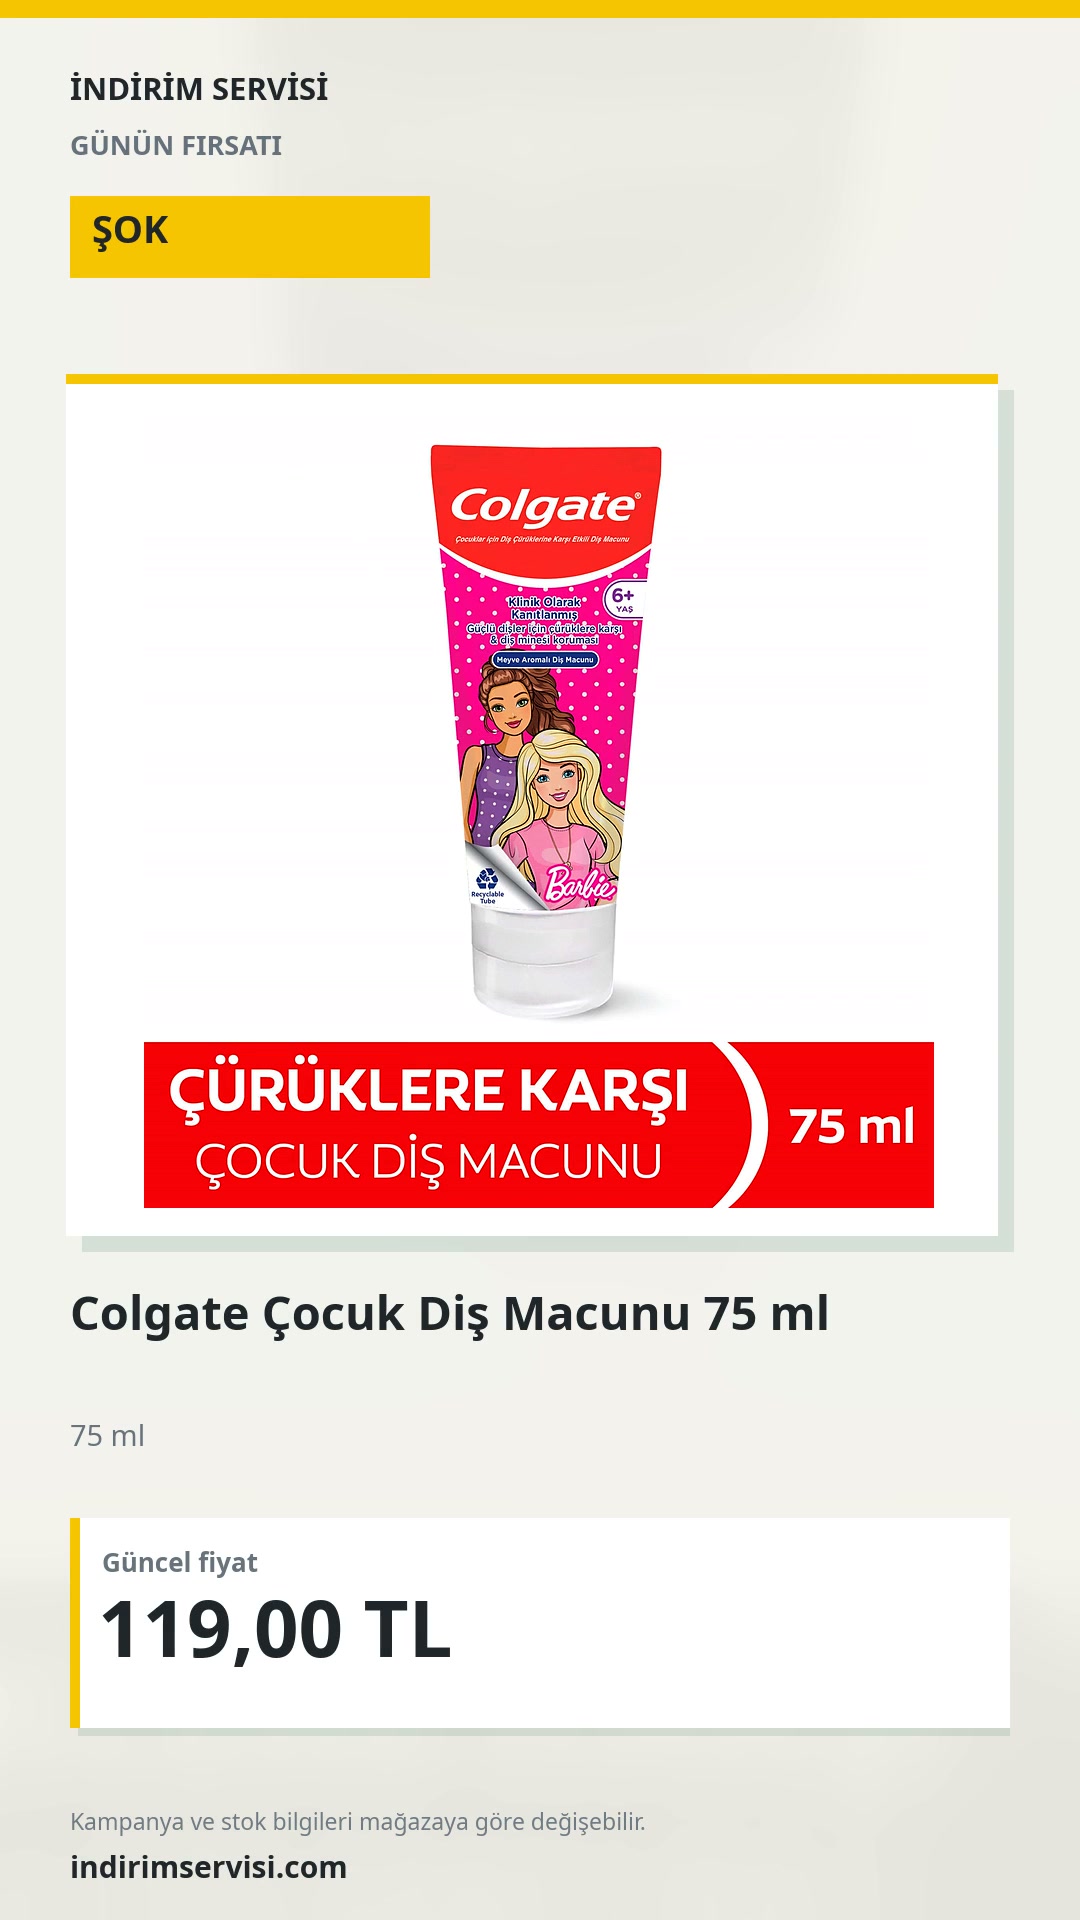 İNDİRİM SERVİSİ
GÜNÜN FIRSATI
ŞOK
Colgate®
Çocuklar İçin Diş Çürüklerine Karşı Etkili Diş Macunu
6+
YAŞ
Klinik Olarak
Kanıtlanmış
Güçlü dişler için çürüklere karşı
& diş minesi koruması
Meyve Aromalı Diş Macunu
Recyclable
Tube
Barbie
ÇÜRÜKLERE KARŞI
ÇOCUK DİŞ MACUNU
75 ml
Colgate Çocuk Diş Macunu 75 ml
75 ml
Güncel fiyat
119,00 TL
Kampanya ve stok bilgileri mağazaya göre değişebilir.
indirimservisi.com